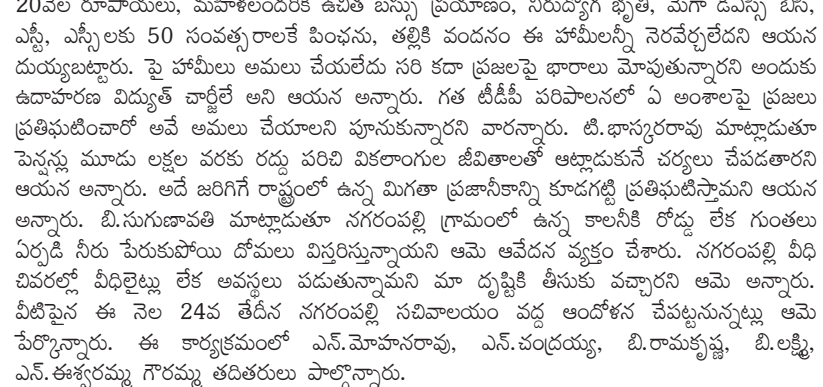 20వేల రూపాయలు, మహిళలందరికి ఉచిత బస్సు ప్రయాణం, నిరుద్యోగ భృతి, మెగా డిఎస్సి బిసి,
ఎస్టీ, ఎస్సీలకు 50 సంవత్సరాలకే పింఛను, తల్లికి వందనం ఈ హామీలన్నీ నెరవేర్చలేదని ఆయన
దుయ్యబట్టారు. పై హామీలు అమలు చేయలేదు సరి కదా ప్రజలపై భారాలు మోపుతున్నారని అందుకు
ఉదాహరణ విద్యుత్ చార్జీలే అని ఆయన అన్నారు. గత టీడీపీ పరిపాలనలో ఏ అంశాలపై ప్రజలు
ప్రతిఘటించారో అవే అమలు చేయాలని పూనుకున్నారని వారన్నారు. టి.భాస్కరరావు మాట్లాడుతూ
పెన్షన్లు మూడు లక్షల వరకు రద్దు పరిచి వికలాంగుల జీవితాలతో ఆట్లాడుకునే చర్యలు చేపడతారని
ఆయన అన్నారు. అదే జరిగిగే రాష్ట్రంలో ఉన్న మిగతా ప్రజానీకాన్ని కూడగట్టి ప్రతిఘటిస్తామని ఆయన
అన్నారు. బి.సుగుణావతి మాట్లాడుతూ నగరంపల్లి గ్రామంలో ఉన్న కాలనీకి రోడ్డు లేక గుంతలు
ఏర్పడి నీరు పేరుకుపోయి దోమలు విస్తరిస్తున్నాయని ఆమె ఆవేదన వ్యక్తం చేశారు. నగరంపల్లి వీధి
చివరల్లో వీధిలైట్లు లేక అవస్థలు పడుతున్నామని మా దృష్టికి తీసుకు వచ్చారని ఆమె అన్నారు.
వీటిపైన ఈ నెల 24వ తేదీన నగరంపల్లి సచివాలయం వద్ద ఆందోళన చేపట్టనున్నట్లు ఆమె
పేర్కొన్నారు. ఈ కార్యక్రమంలో ఎన్.మోహనరావు, ఎన్.చంద్రయ్య, బి.రామకృష్ణ, బి.లక్ష్మి,
ఎన్.ఈశ్వరమ్మ గౌరమ్మ తదితరులు పాల్గొన్నారు.